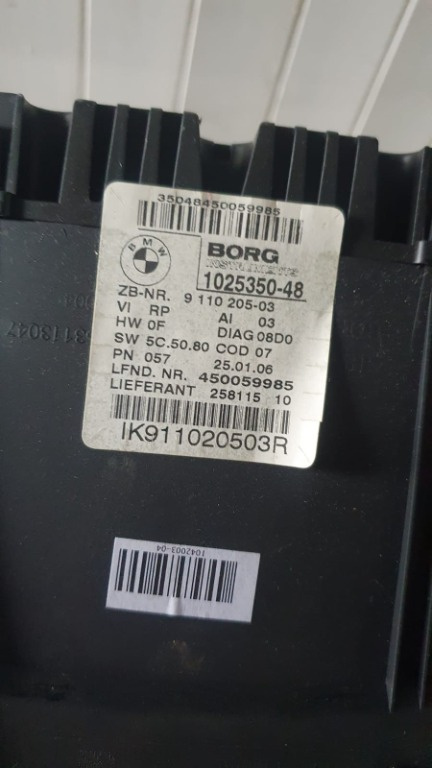 35048450059985
BMW
BORG
INSTRUMENTS
1025350-48
ZB-NR. 9 110 205-03
VI RP AI 03
HW 0F DIAG 08D0
SW 5C.50.80 COD 07
PN 057 25.01.06
LFND. NR. 450059985
LIEFERANT 258115 10
IK911020503R
1042003-04